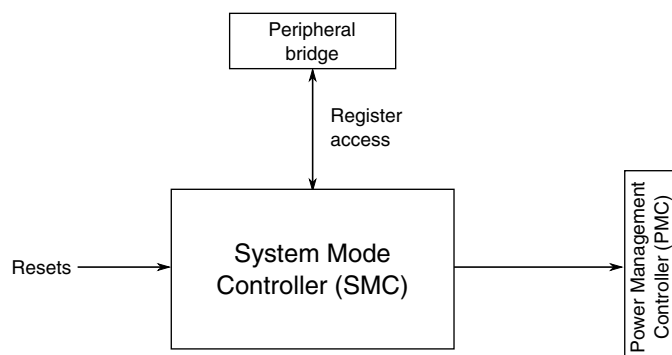 Peripheral
bridge
Register
access
System Mode
Controller (SMC)
Resets
Power Management
Controller (PMC)